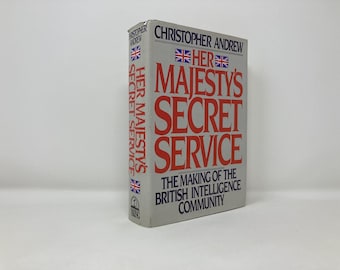 CHRISTOPHER ANDREW
HER
MAJESTY'S
SECRET
SERVICE
THE MAKING OF THE
BRITISH INTELLIGENCE
COMMUNITY
HER MAJESTY'S
SECRET SERVICE